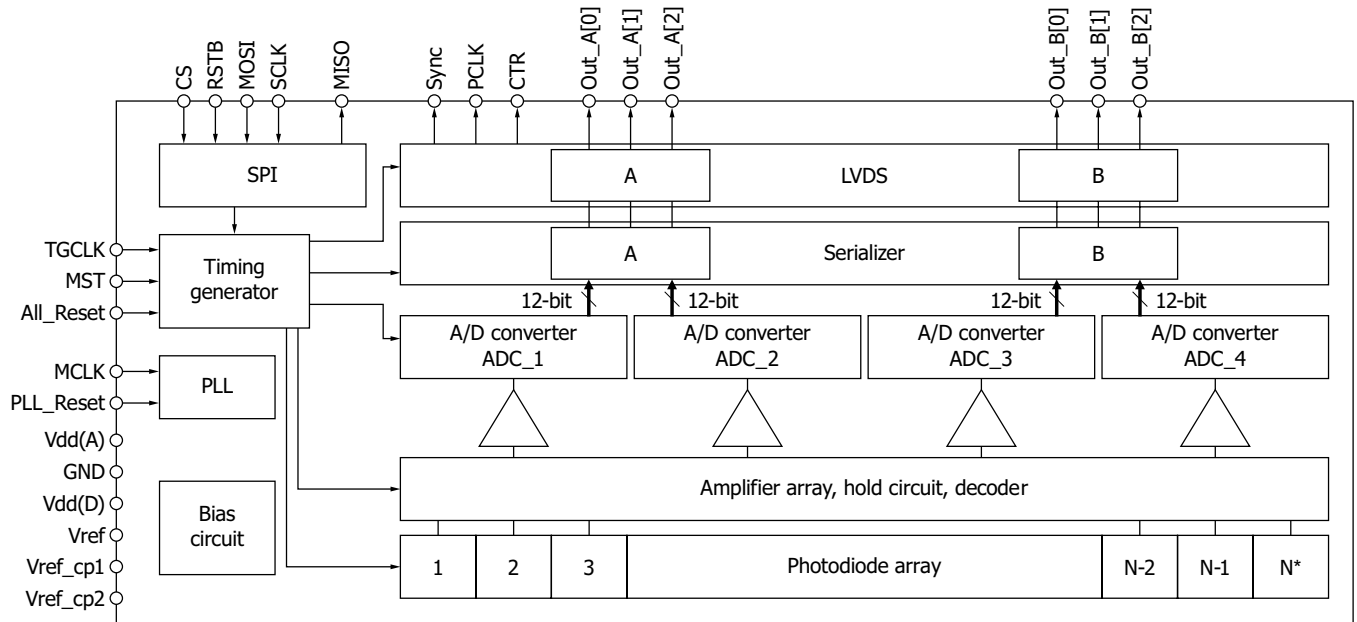 CS
RSTB
MOSI
SCLK
MISO
Sync
PCLK
CTR
Out_A[0]
Out_A[1]
Out_A[2]
Out_B[0]
Out_B[1]
Out_B[2]
SPI
A
LVDS
B
TGCLK
MST
All_Reset
Timing
generator
A
Serializer
B
12-bit
12-bit
12-bit
12-bit
A/D converter
ADC_1
A/D converter
ADC_2
A/D converter
ADC_3
A/D converter
ADC_4
MCLK
PLL_Reset
PLL
Vdd(A)
GND
Vdd(D)
Vref
Vref_cp1
Vref_cp2
Bias
circuit
Amplifier array, hold circuit, decoder
1
2
3
Photodiode array
N-2
N-1
N*